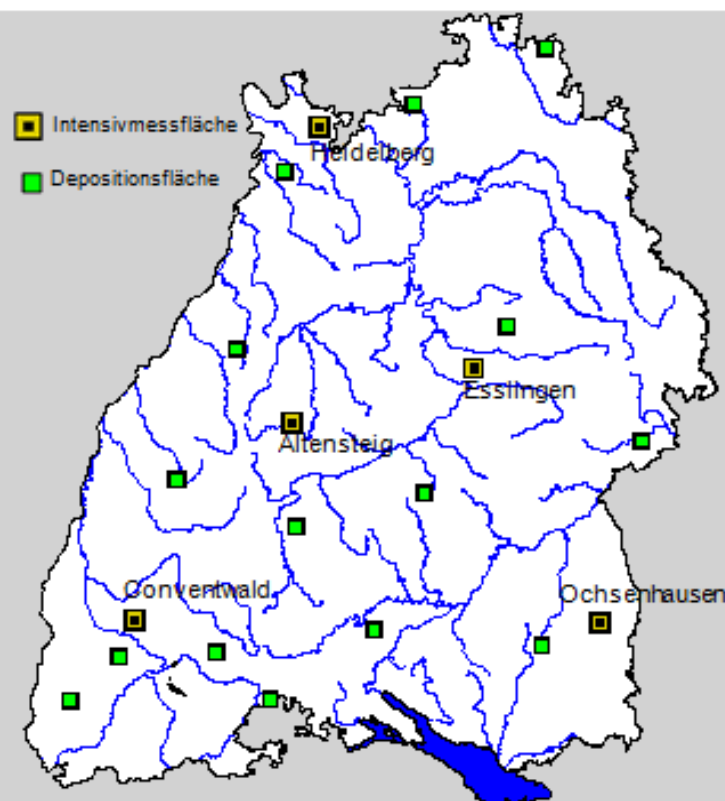 Intensivmessfläche
Depositionsfläche
Heidelberg
Esslingen
Altensteig
Conventwald
Ochsenhausen